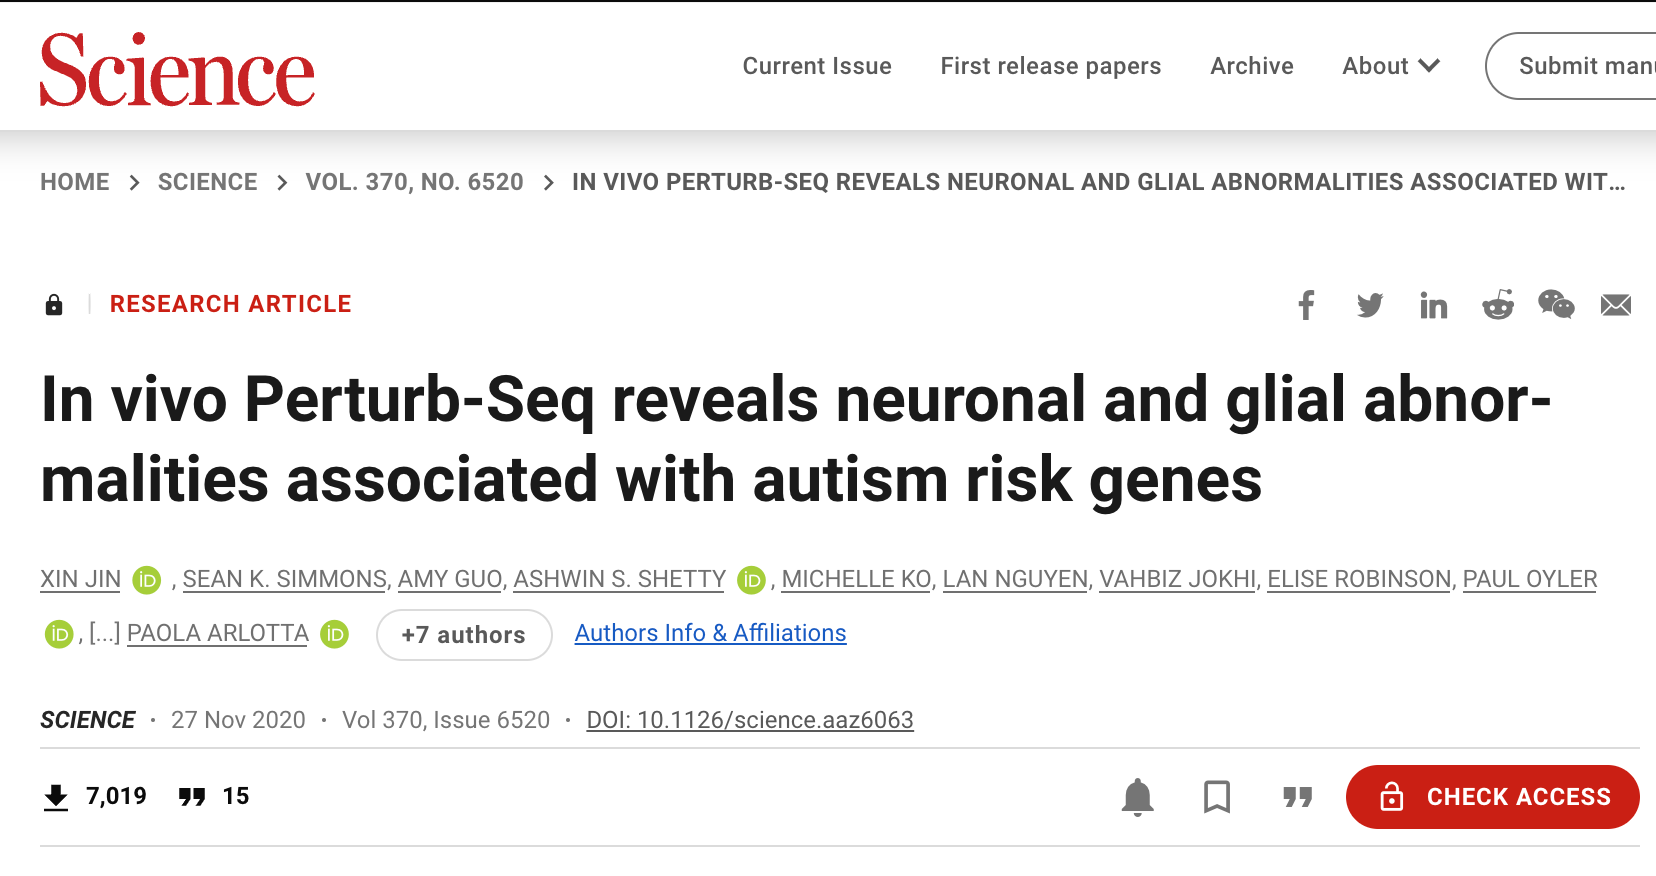 Science
Current Issue First release papers Archive About Submit manu
HOME > SCIENCE > VOL. 370, NO. 6520 > IN VIVO PERTURB-SEQ REVEALS NEURONAL AND GLIAL ABNORMALITIES ASSOCIATED WIT...
RESEARCH ARTICLE
In vivo Perturb-Seq reveals neuronal and glial abnor-
malities associated with autism risk genes
XIN JIN iD , SEAN K. SIMMONS, AMY GUO, ASHWIN S. SHETTY iD , MICHELLE KO, LAN NGUYEN, VAHBIZ JOKHI, ELISE ROBINSON, PAUL OYLER
iD , [...] PAOLA ARLOTTA iD +7 authors Authors Info & Affiliations
SCIENCE · 27 Nov 2020 · Vol 370, Issue 6520 · DOI: 10.1126/science.aaz6063
7,019 15 CHECK ACCESS